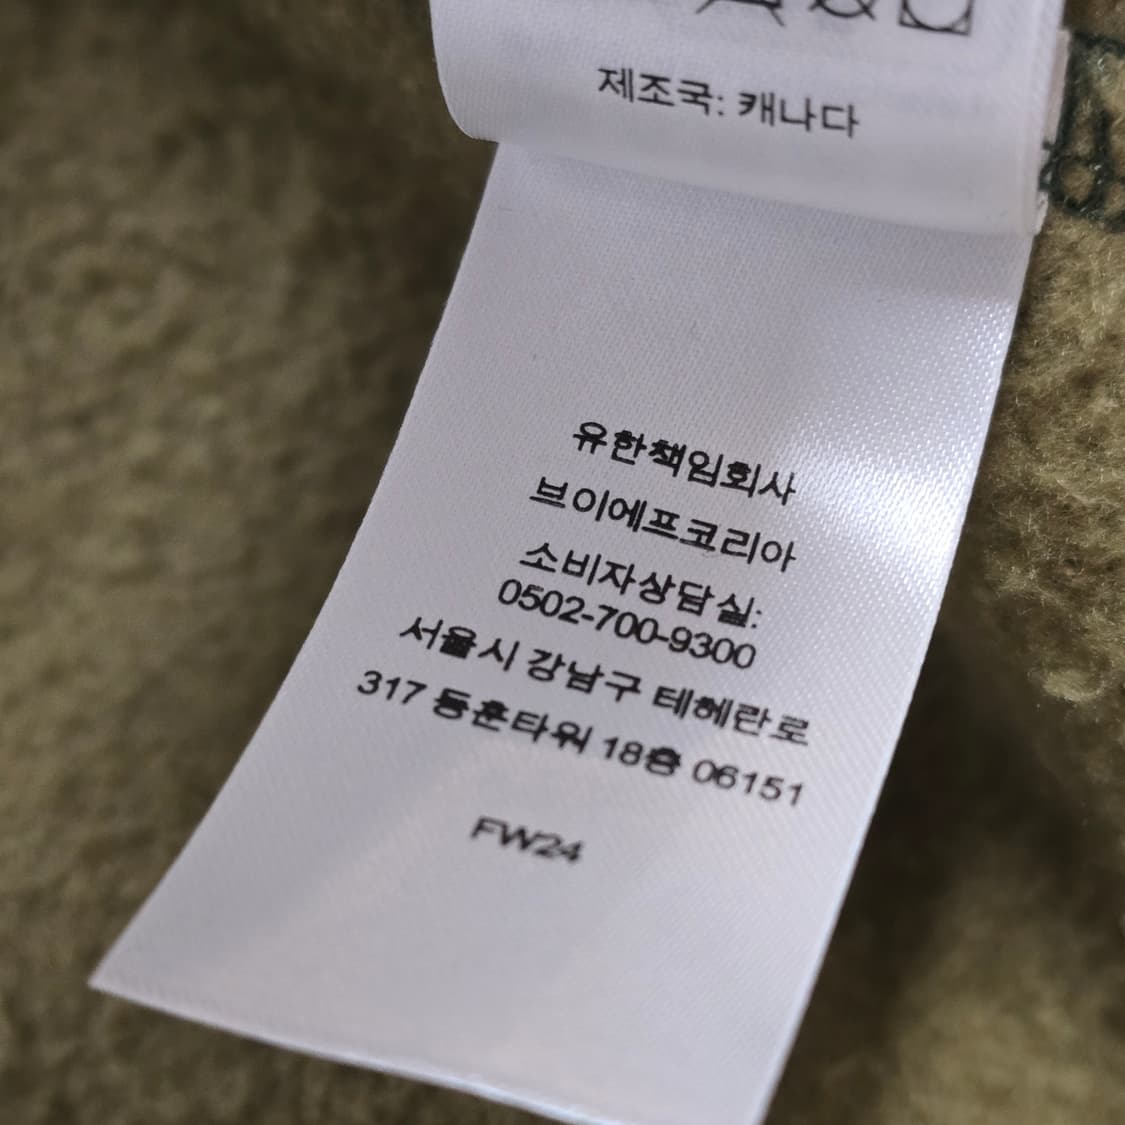 제조국: 캐나다
유한책임회사
브이에프코리아
소비자상담실:
0502-700-9300
서울시 강남구 테헤란로
317 동훈타워 18층 06151
FW24